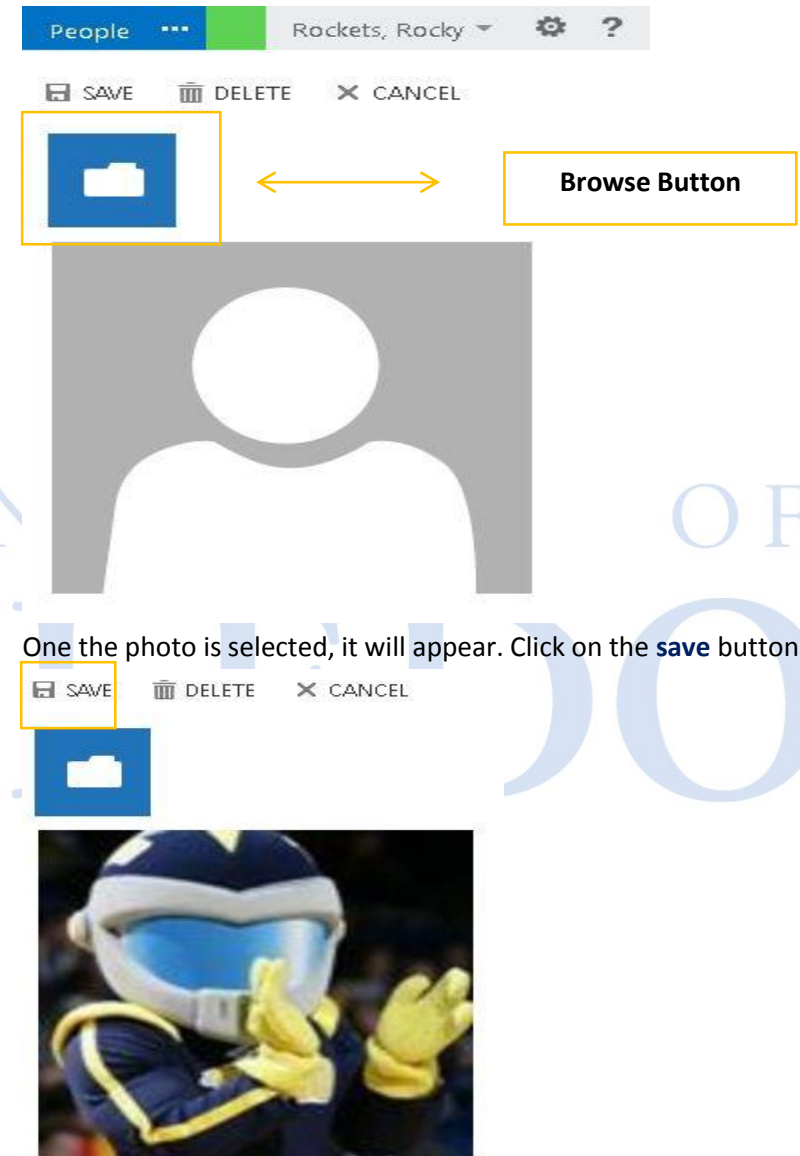 People ••• Rockets, Rocky ?
SAVE DELETE X CANCEL
Browse Button
OF
One the photo is selected, it will appear. Click on the save button
SAVE DELETE X CANCEL